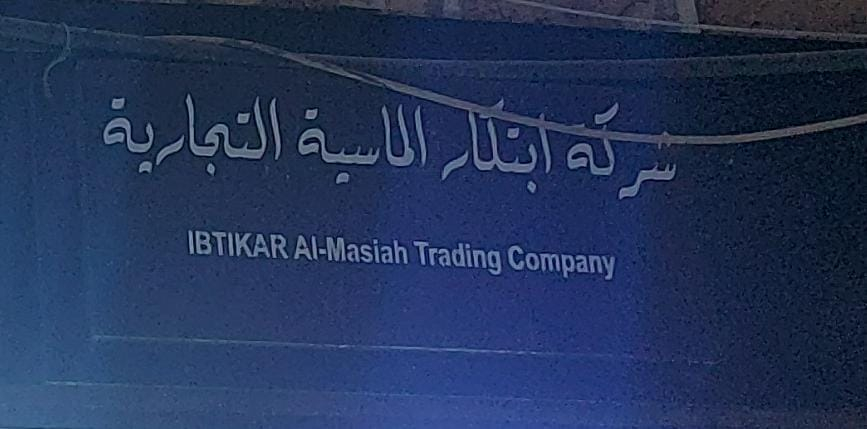 شركة ابتكار الماسية التجارية
IBTIKAR Al-Masiah Trading Company